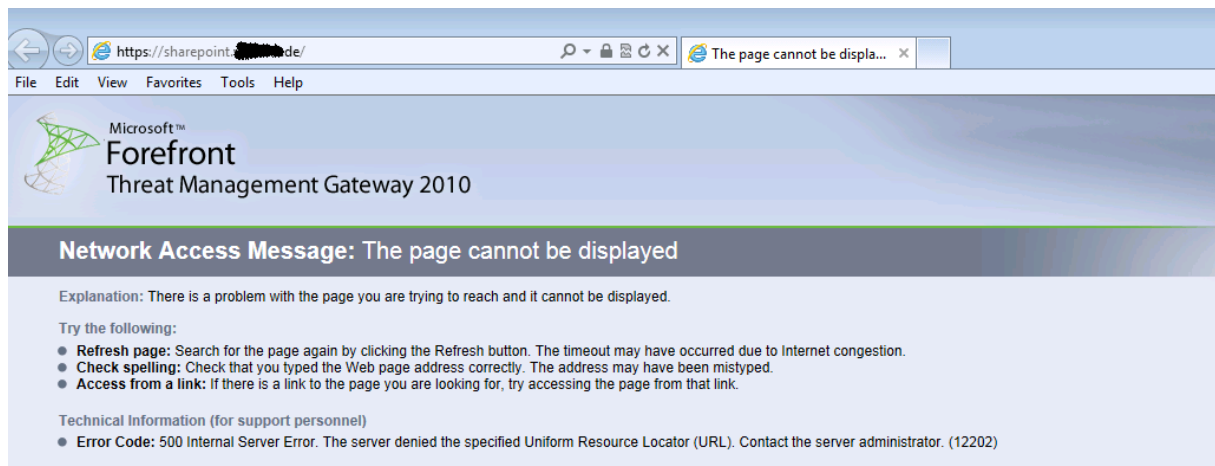 https://sharepoint. de/
The page cannot be displa...
File Edit View Favorites Tools Help
Microsoft™
Forefront
Threat Management Gateway 2010
Network Access Message: The page cannot be displayed
Explanation: There is a problem with the page you are trying to reach and it cannot be displayed.
Try the following:
Refresh page: Search for the page again by clicking the Refresh button. The timeout may have occurred due to Internet congestion.
Check spelling: Check that you typed the Web page address correctly. The address may have been mistyped.
Access from a link: If there is a link to the page you are looking for, try accessing the page from that link.
Technical Information (for support personnel)
Error Code: 500 Internal Server Error. The server denied the specified Uniform Resource Locator (URL). Contact the server administrator. (12202)